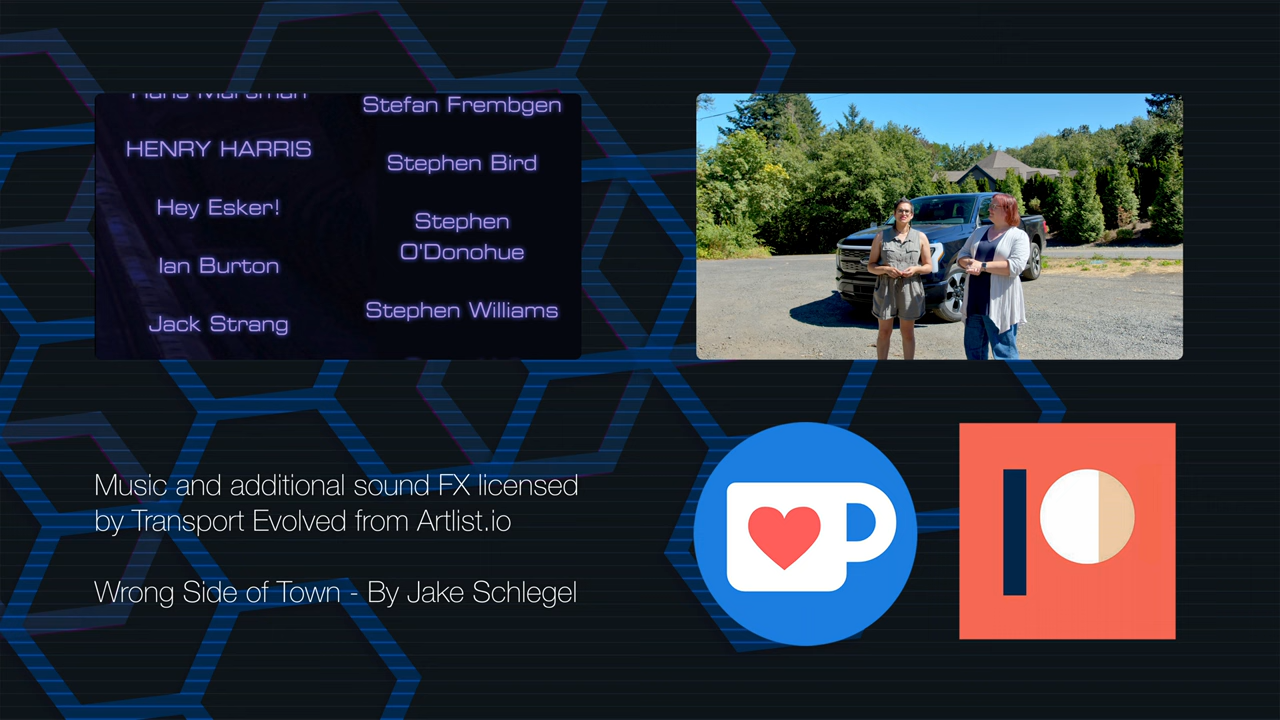 HENRY HARRIS
Hey Esker!
Ian Burton
Jack Strang
Stefan Frembgen
Stephen Bird
Stephen
O'Donohue
Stephen Williams
Music and additional sound FX licensed
by Transport Evolved from Artlist.io
Wrong Side of Town - By Jake Schlegel